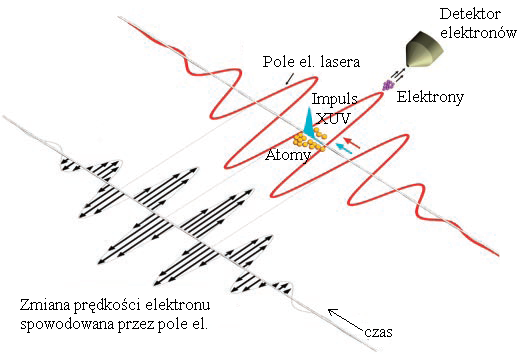 Detektor
elektronów
Pole el. lasera
Elektrony
Impuls
XUV
Atomy
Zmiana prędkości elektronu
spowodowana przez pole el.
czas